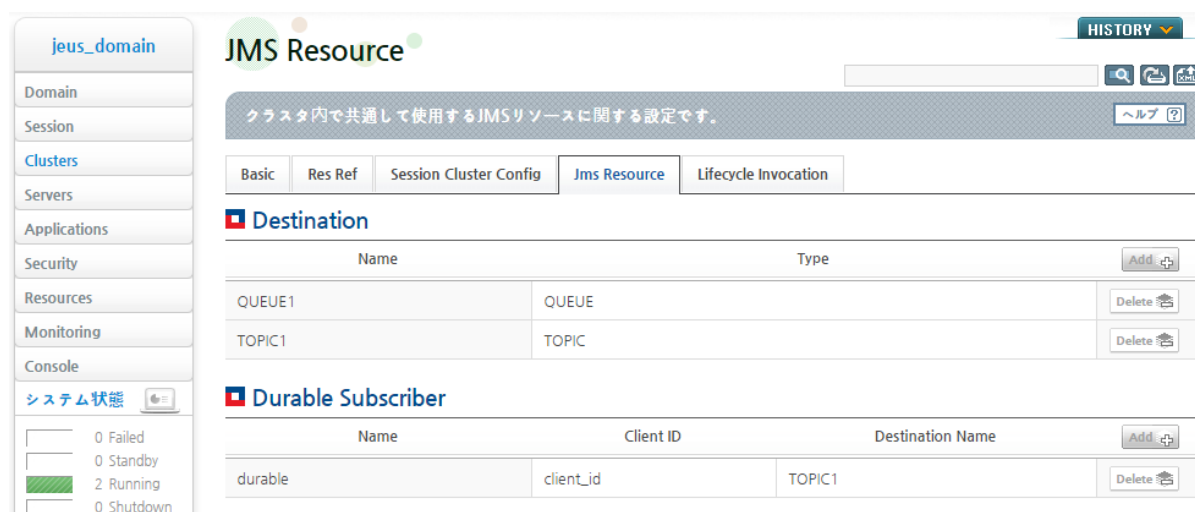 jeus_domain
Domain
Session
Clusters
Servers
Applications
Security
Resources
Monitoring
Console
システム状態
0 Failed
0 Standby
2 Running
0 Shutdown
JMS Resource
HISTORY
XML
クラスタ内で共通して使用するJMSリソースに関する設定です。
ヘルプ ?
Basic Res Ref Session Cluster Config Jms Resource Lifecycle Invocation
Destination
Name Type Add
QUEUE1 QUEUE Delete
TOPIC1 TOPIC Delete
Durable Subscriber
Name Client ID Destination Name Add
durable client_id TOPIC1 Delete